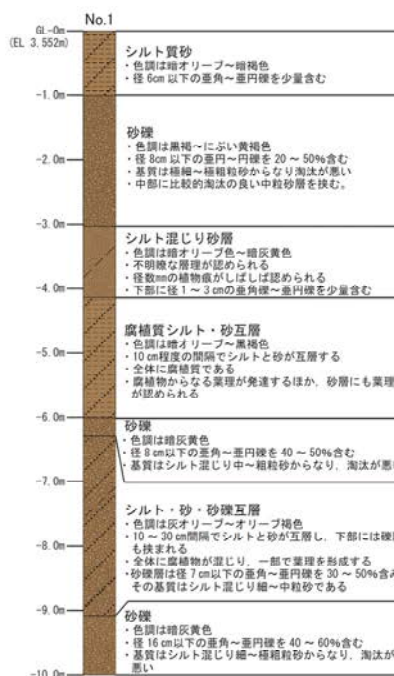 No.1
GL-0m
(EL 3.552m)
シルト質砂
・色調は暗オリーブ～暗褐色
・径 6cm 以下の亜角～亜円礫を少量含む
-1.0m
砂礫
・色調は黒褐～にぶい黄褐色
・径 8cm 以下の亜円～円礫を 20 ～ 50%含む
・基質は極細～極粗粒砂からなり淘汰が悪い
・中部に比較的淘汰の良い中粒砂層を挟む。
-2.0m
-3.0m
シルト混じり砂層
・色調は暗オリーブ色～暗灰黄色
・不明瞭な層理が認められる
・径数mmの植物痕がしばしば認められる
・下部に径 1 ～ 3 cmの亜角礫～亜円礫を少量含む
-4.0m
腐植質シルト・砂互層
・色調は暗オリーブ～黒褐色
・10 cm程度の間隔でシルトと砂が互層する
・全体に腐植質である
・腐植物からなる葉理が発達するほか，砂層にも葉理
が認められる
-5.0m
-6.0m
砂礫
・色調は暗灰黄色
・径 8 cm以下の亜角～亜円礫を 40 ～ 50%含む
・基質はシルト混じり中～粗粒砂からなり，淘汰が悪い
-7.0m
シルト・砂・砂礫互層
・色調は灰オリーブ～オリーブ褐色
・10 ～ 30 cm間隔でシルトと砂が互層し，下部には礫層
も挟まれる
・全体に腐植物が混じり，一部で葉理を形成する
・砂礫層は径 7 cm以下の亜角～亜円礫を 30 ～ 50%含み
その基質はシルト混じり細～中粒砂である
-8.0m
-9.0m
砂礫
・色調は暗灰黄色
・径 16 cm以下の亜角～亜円礫を 40 ～ 60%含む
・基質はシルト混じり細～極粗粒砂からなり，淘汰が
悪い
-10.0m